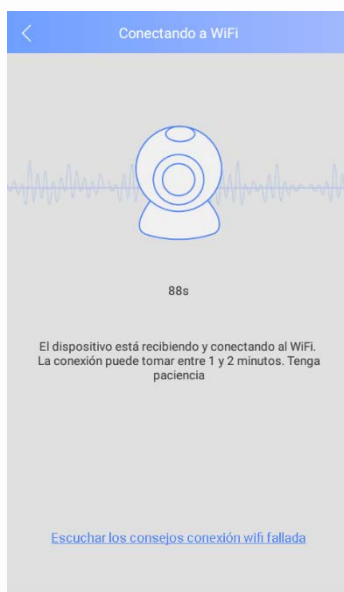 Conectando a WiFi
88s
El dispositivo está recibiendo y conectando al WiFi.
La conexión puede tomar entre 1 y 2 minutos. Tenga
paciencia
Escuchar los consejos conexión wifi fallada